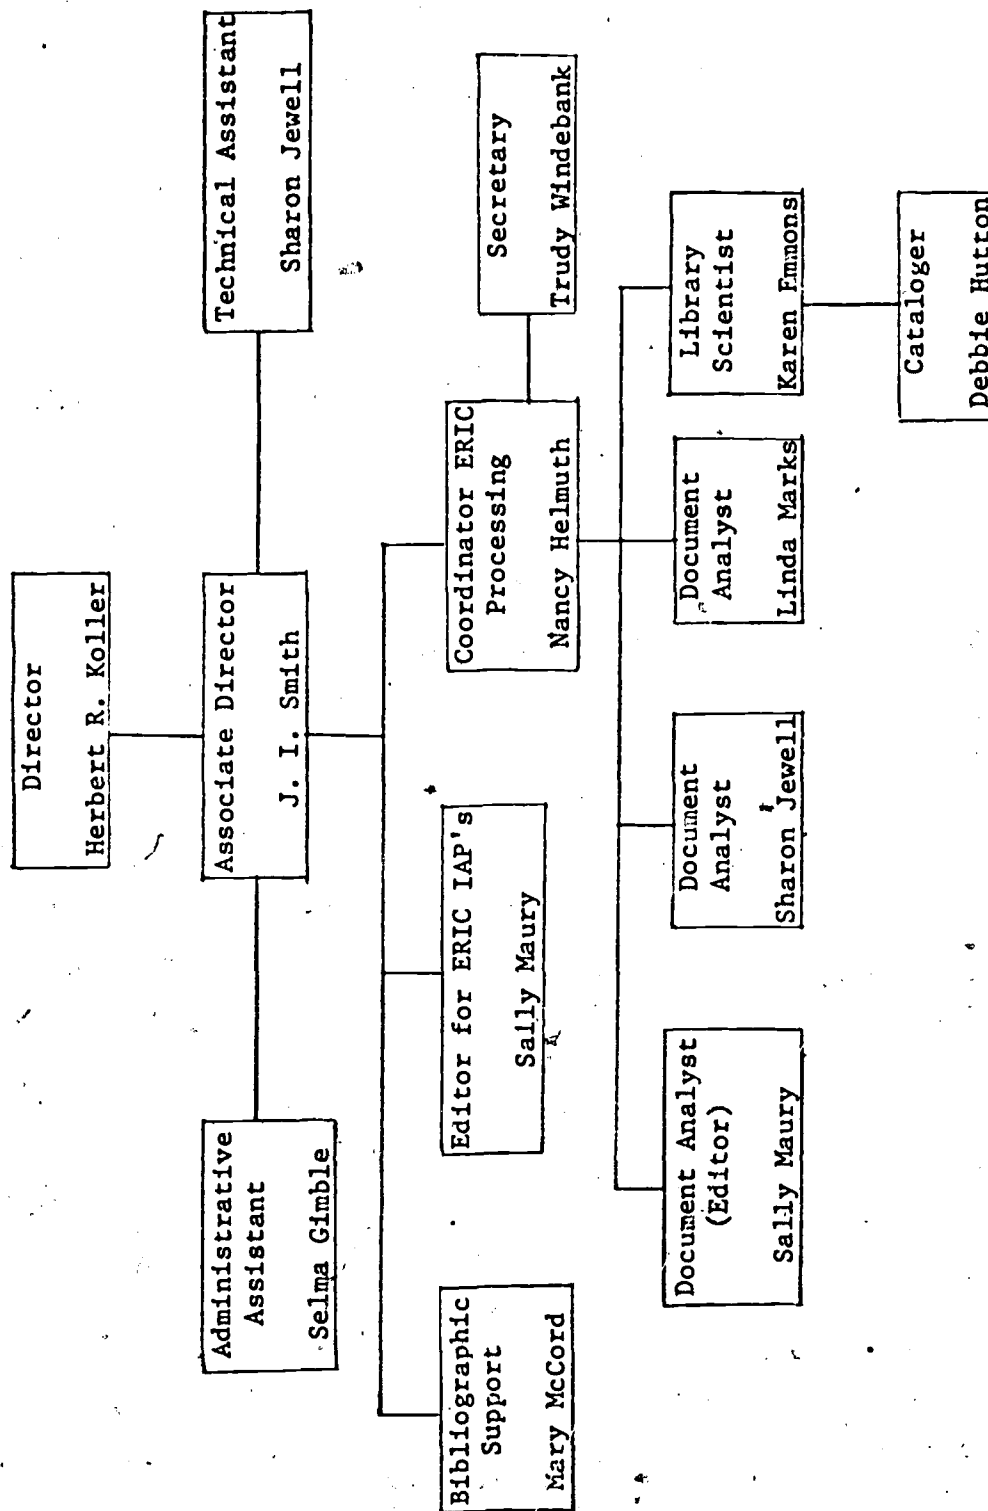 Director
Herbert R. Koller
Administrative
Assistant
Selma Gimble
Associate Director
J. I. Smith
Technical Assistant
Sharon Jewell
Bibliographic
Support
Mary McCord
Editor for ERIC IAP's
Sally Maury
Coordinator ERIC
Processing
Nancy Helmuth
Secretary
Trudy Windebank
Document Analyst
(Editor)
Sally Maury
Document
Analyst
Sharon Jewell
Document
Analyst
Linda Marks
Library
Scientist
Karen Emmons
Cataloger
Debbie Hutton